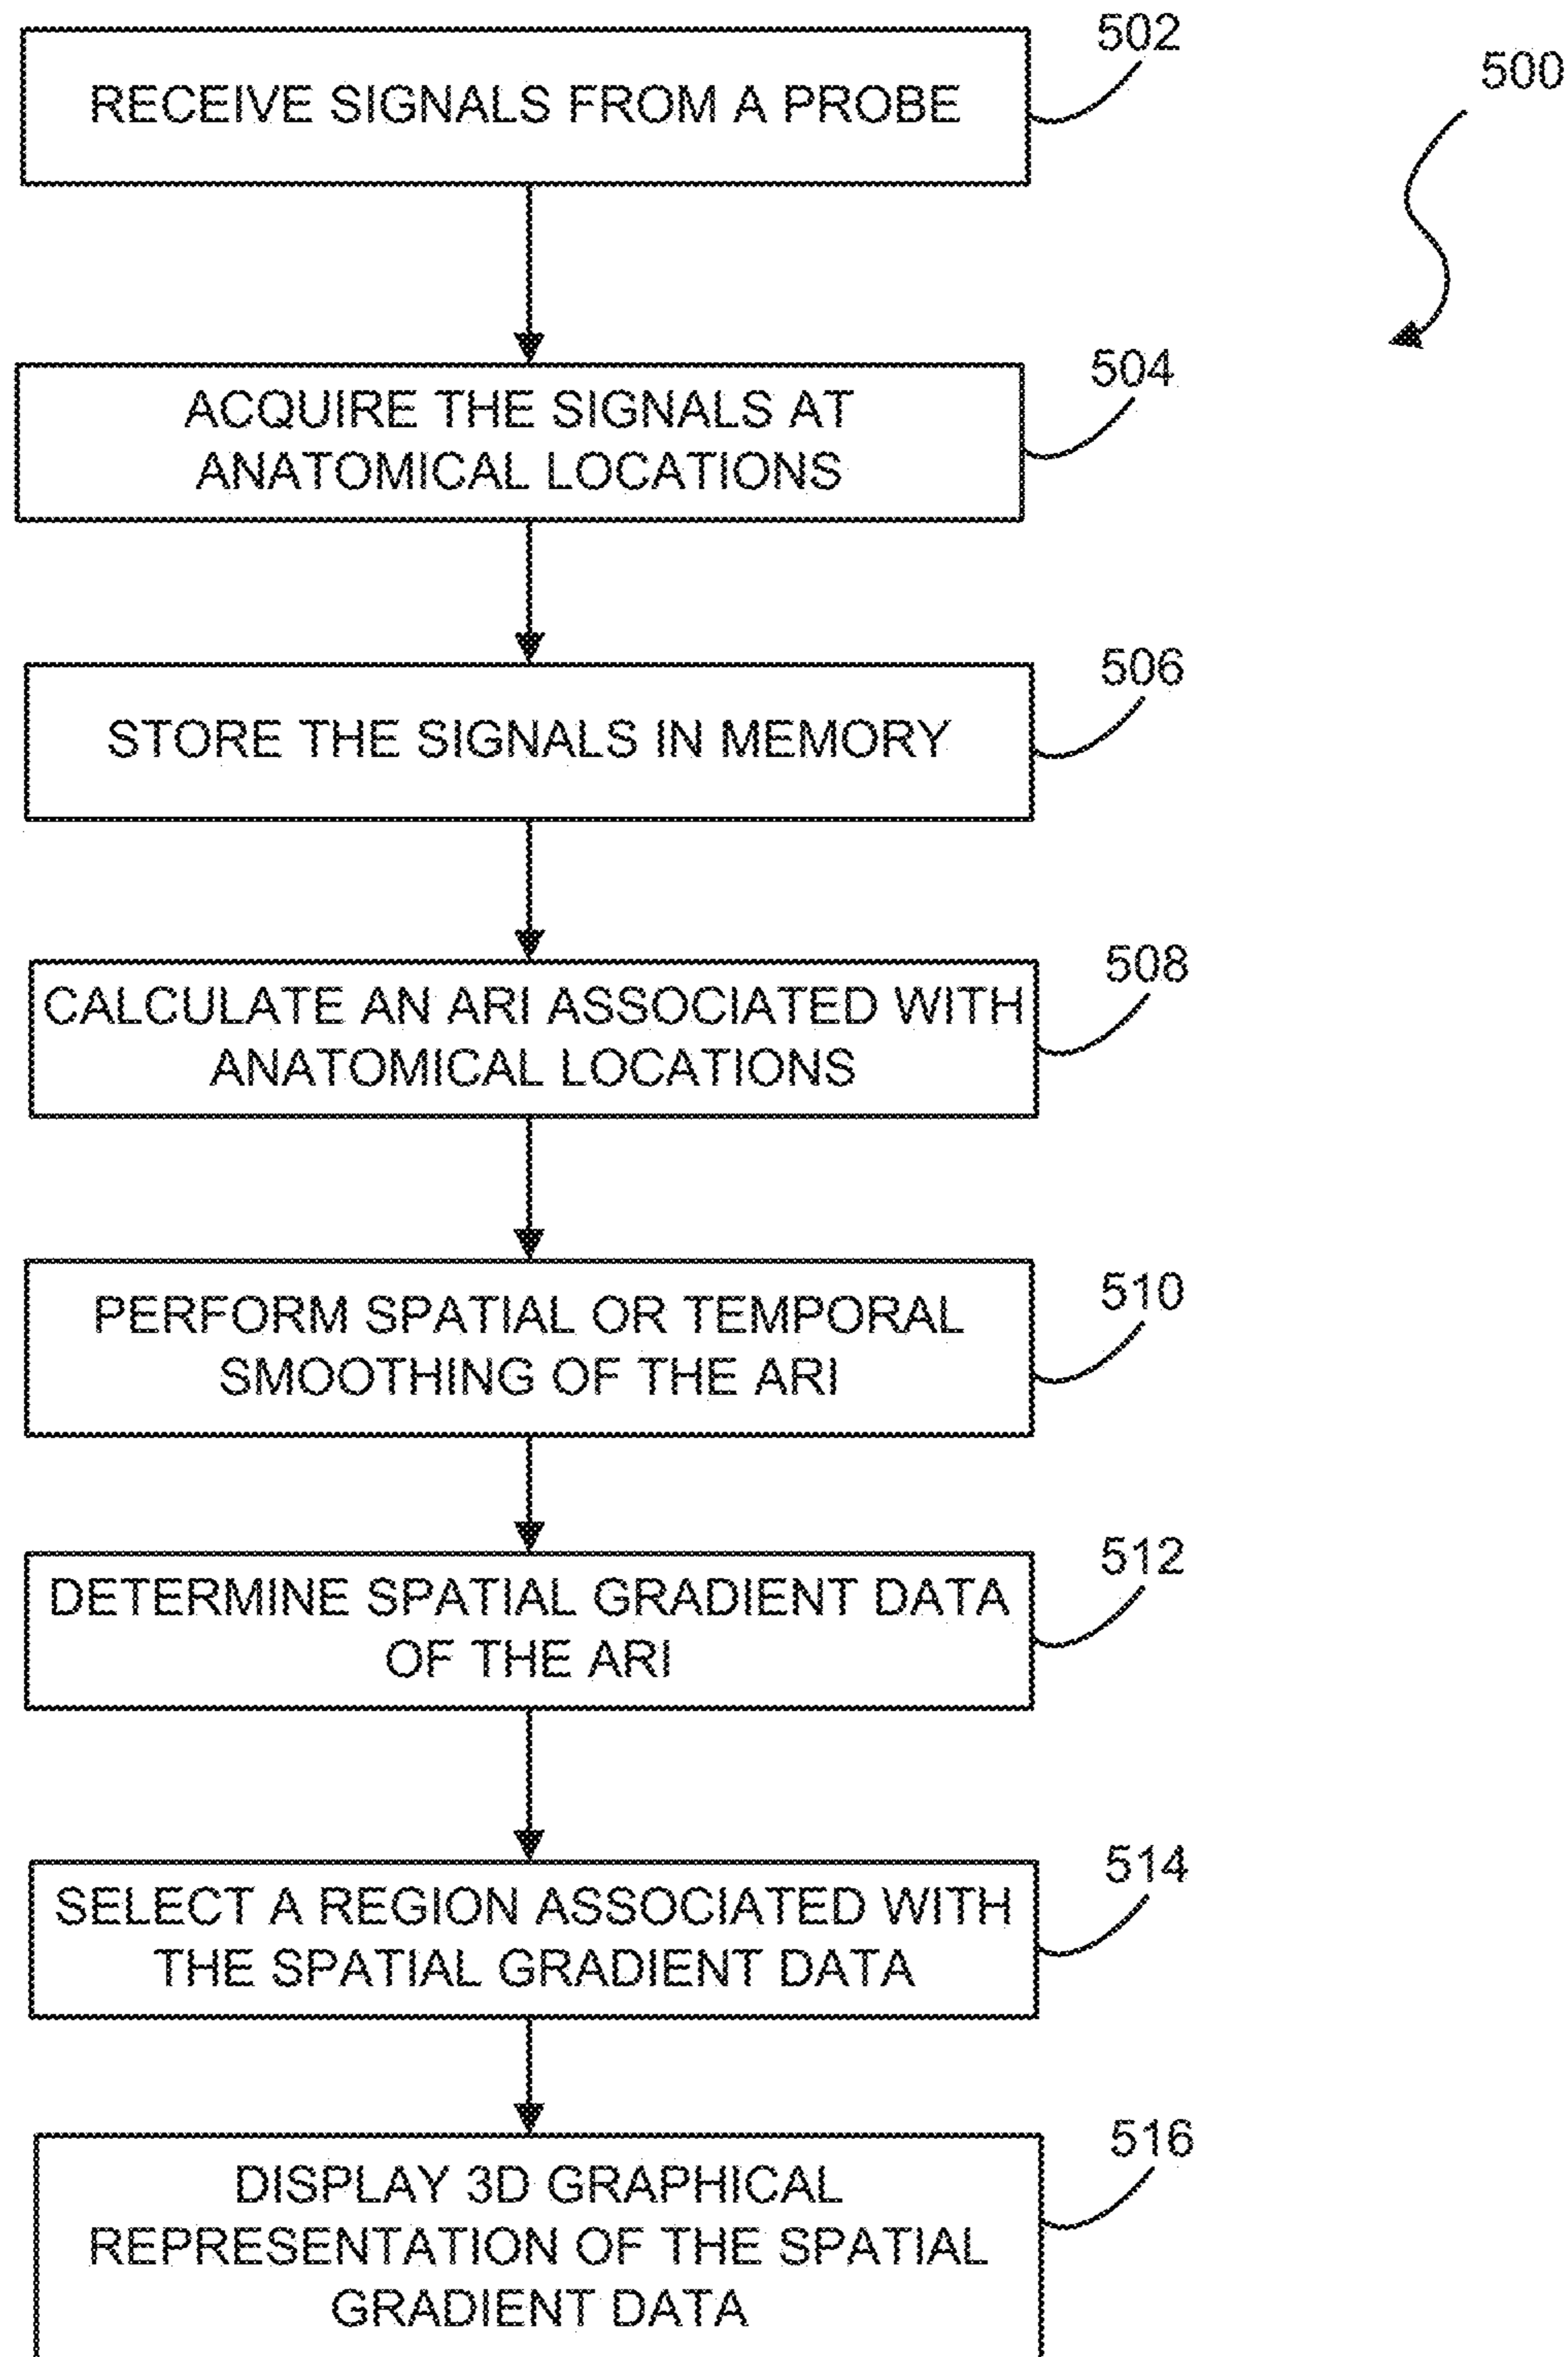 502
500
RECEIVE SIGNALS FROM A PROBE
504
ACQUIRE THE SIGNALS AT
ANATOMICAL LOCATIONS
506
STORE THE SIGNALS IN MEMORY
508
CALCULATE AN ARI ASSOCIATED WITH
ANATOMICAL LOCATIONS
510
PERFORM SPATIAL OR TEMPORAL
SMOOTHING OF THE ARI
512
DETERMINE SPATIAL GRADIENT DATA
OF THE ARI
514
SELECT A REGION ASSOCIATED WITH
THE SPATIAL GRADIENT DATA
516
DISPLAY 3D GRAPHICAL
REPRESENTATION OF THE SPATIAL
GRADIENT DATA